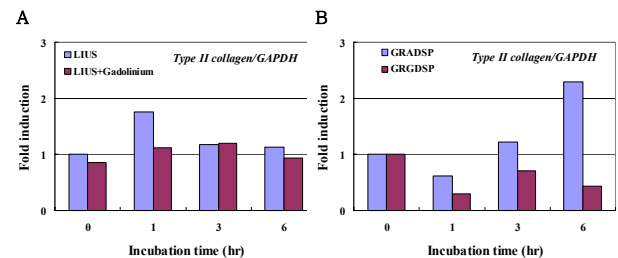 A
LIUS
LIUS+Gadolinium
Type II collagen/GAPDH
Fold induction
3
2
1
0
0 1 3 6
Incubation time (hr)
B
GRADSP
GRGDSP
Type II collagen/GAPDH
Fold induction
3
2
1
0
0 1 3 6
Incubation time (hr)